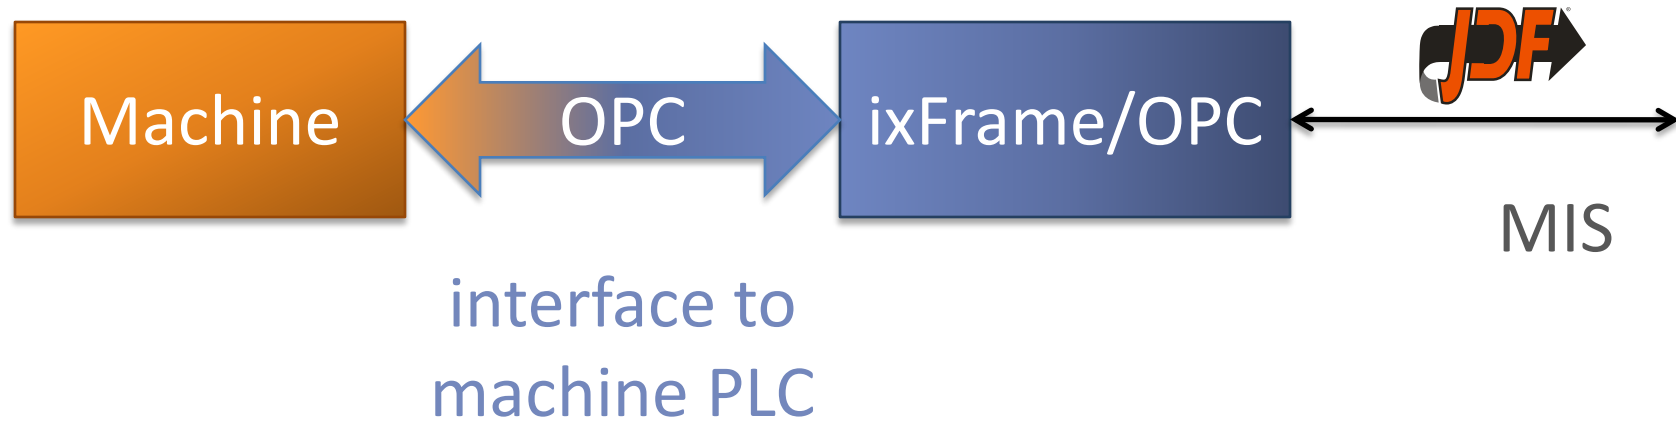 Machine
OPC
ixFrame/OPC
JDF®
MIS
interface to
machine PLC